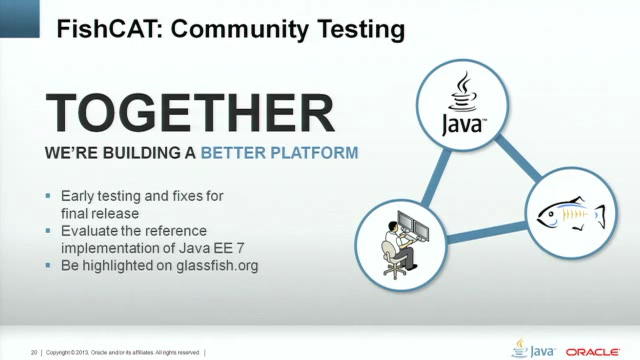 FishCAT: Community Testing
TOGETHER
WE'RE BUILDING A BETTER PLATFORM
Early testing and fixes for
final release
Evaluate the reference
implementation of Java EE 7
Be highlighted on glassfish.org
Java™
20 | Copyright © 2013, Oracle and/or its affiliates. All rights reserved. |
Java™ ORACLE